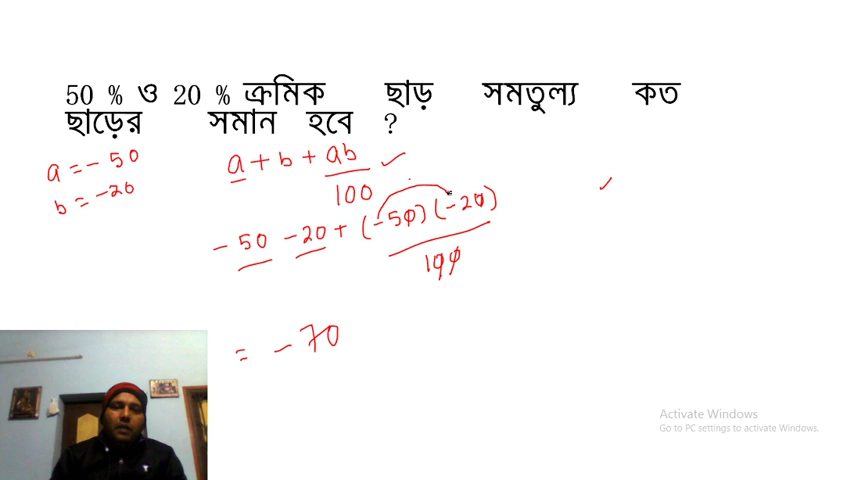 50 % ও 20 % ক্রমিক ছাড় সমতুল্য কত
ছাড়ের সমান হবে ?
a = - 50
b = -20
a + b + ab/100 ✓
- 50 - 20 + (-50)(-20)/100
✓
= - 70
Activate Windows
Go to PC settings to activate Windows.